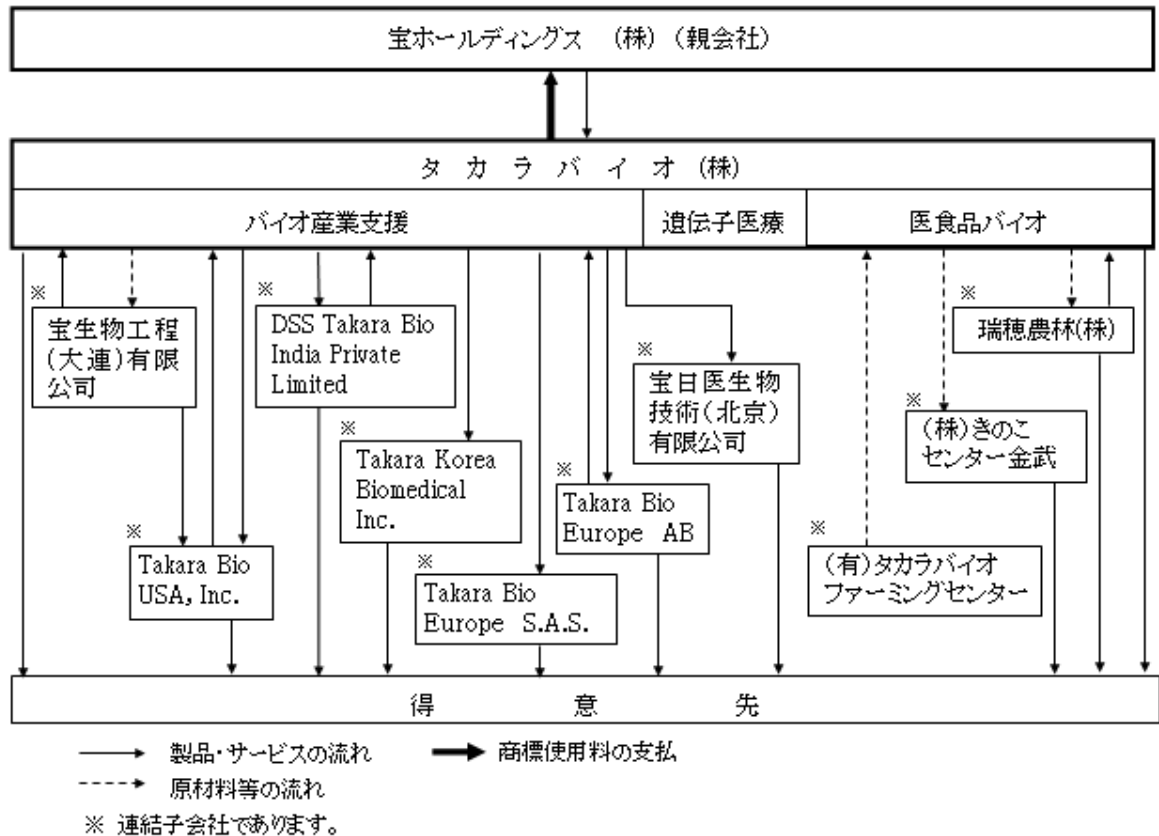 宝ホールディングス (株) (親会社)
タカラバイオ(株)
バイオ産業支援
遺伝子医療
医食品バイオ
※
宝生物工程
(大連)有限
公司
※
DSS Takara Bio
India Private
Limited
※
瑞穂農林(株)
※
宝日医生物
技術(北京)
有限公司
※
(株)きのこ
センター金武
※
Takara Korea
Biomedical
Inc.
※
Takara Bio
Europe AB
※
Takara Bio
USA, Inc.
※
(有)タカラバイオ
ファーミングセンター
※
Takara Bio
Europe S.A.S.
得意先
製品・サービスの流れ
商標使用料の支払
原材料等の流れ
※ 連結子会社であります。